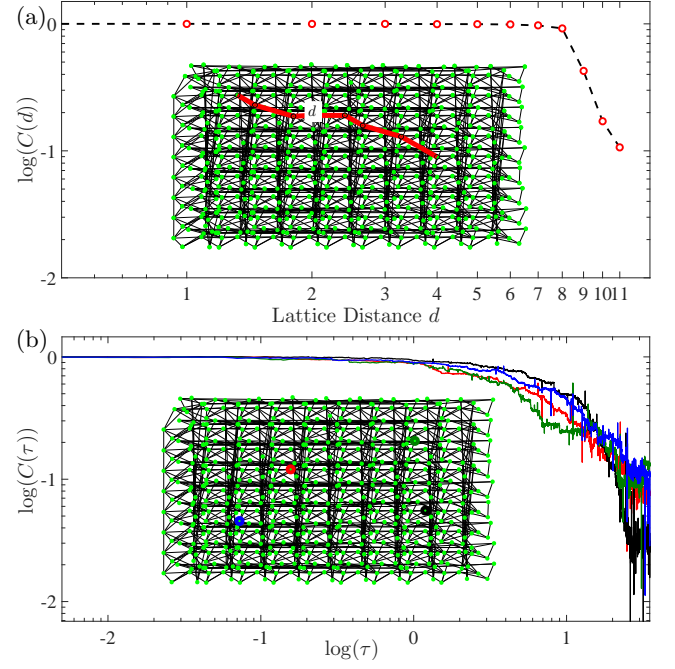 (a)
0
-1
-2
log(C(d))
d
1 2 3 4 5 6 7 8 9 10 11
Lattice Distance d
(b)
0
-1
-2
log(C(τ))
-2 -1 0 1
log(τ)